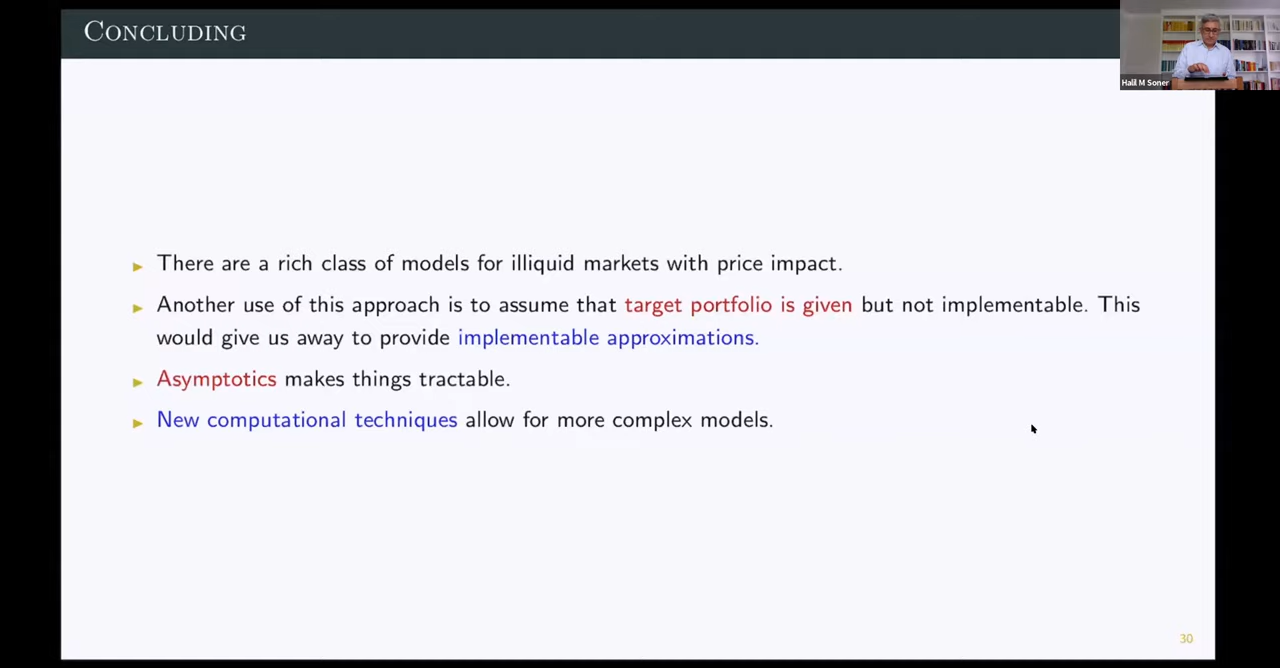 CONCLUDING
Halil M Soner
► There are a rich class of models for illiquid markets with price impact.
► Another use of this approach is to assume that target portfolio is given but not implementable. This
would give us away to provide implementable approximations.
► Asymptotics makes things tractable.
► New computational techniques allow for more complex models.
30